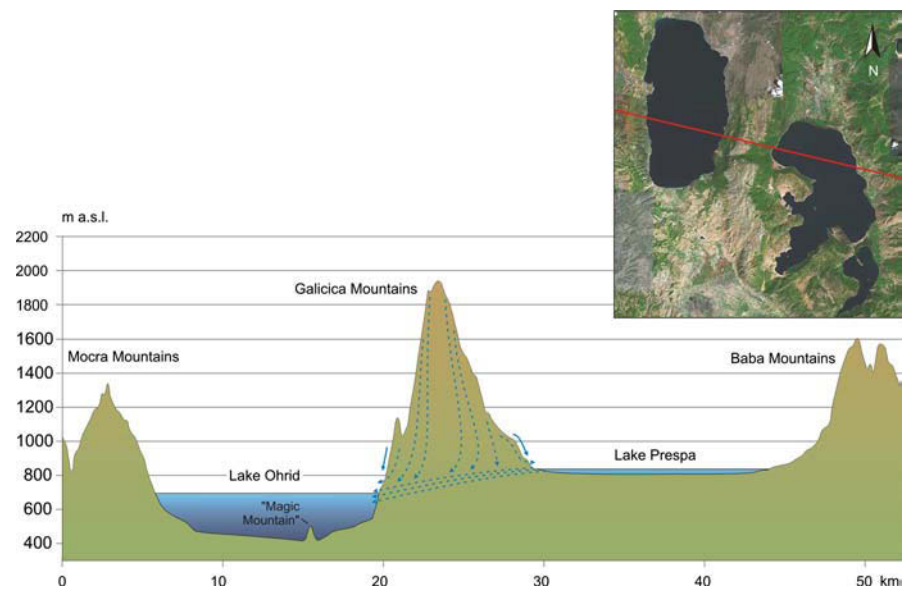 N
m a.s.l.
2200
2000
1800
1600
1400
1200
1000
800
600
400
Galicica Mountains
Mocra Mountains
Baba Mountains
Lake Ohrid
Lake Prespa
"Magic
Mountain"
0 10 20 30 40 50 km